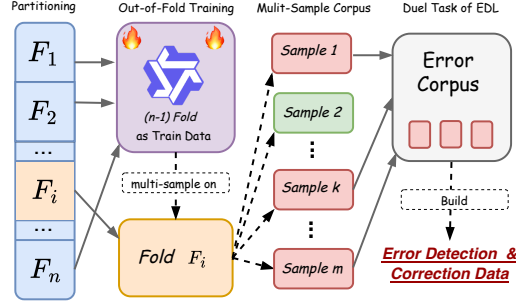 Partitioning
Out-of-Fold Training
Mulit-Sample Corpus
Duel Task of EDL
F1
F2
...
Fi
...
Fn
(n-1) Fold
as Train Data
multi-sample on
Fold Fi
Sample 1
Sample 2
⋮
Sample k
⋮
Sample m
Error
Corpus
Build
Error Detection &
Correction Data